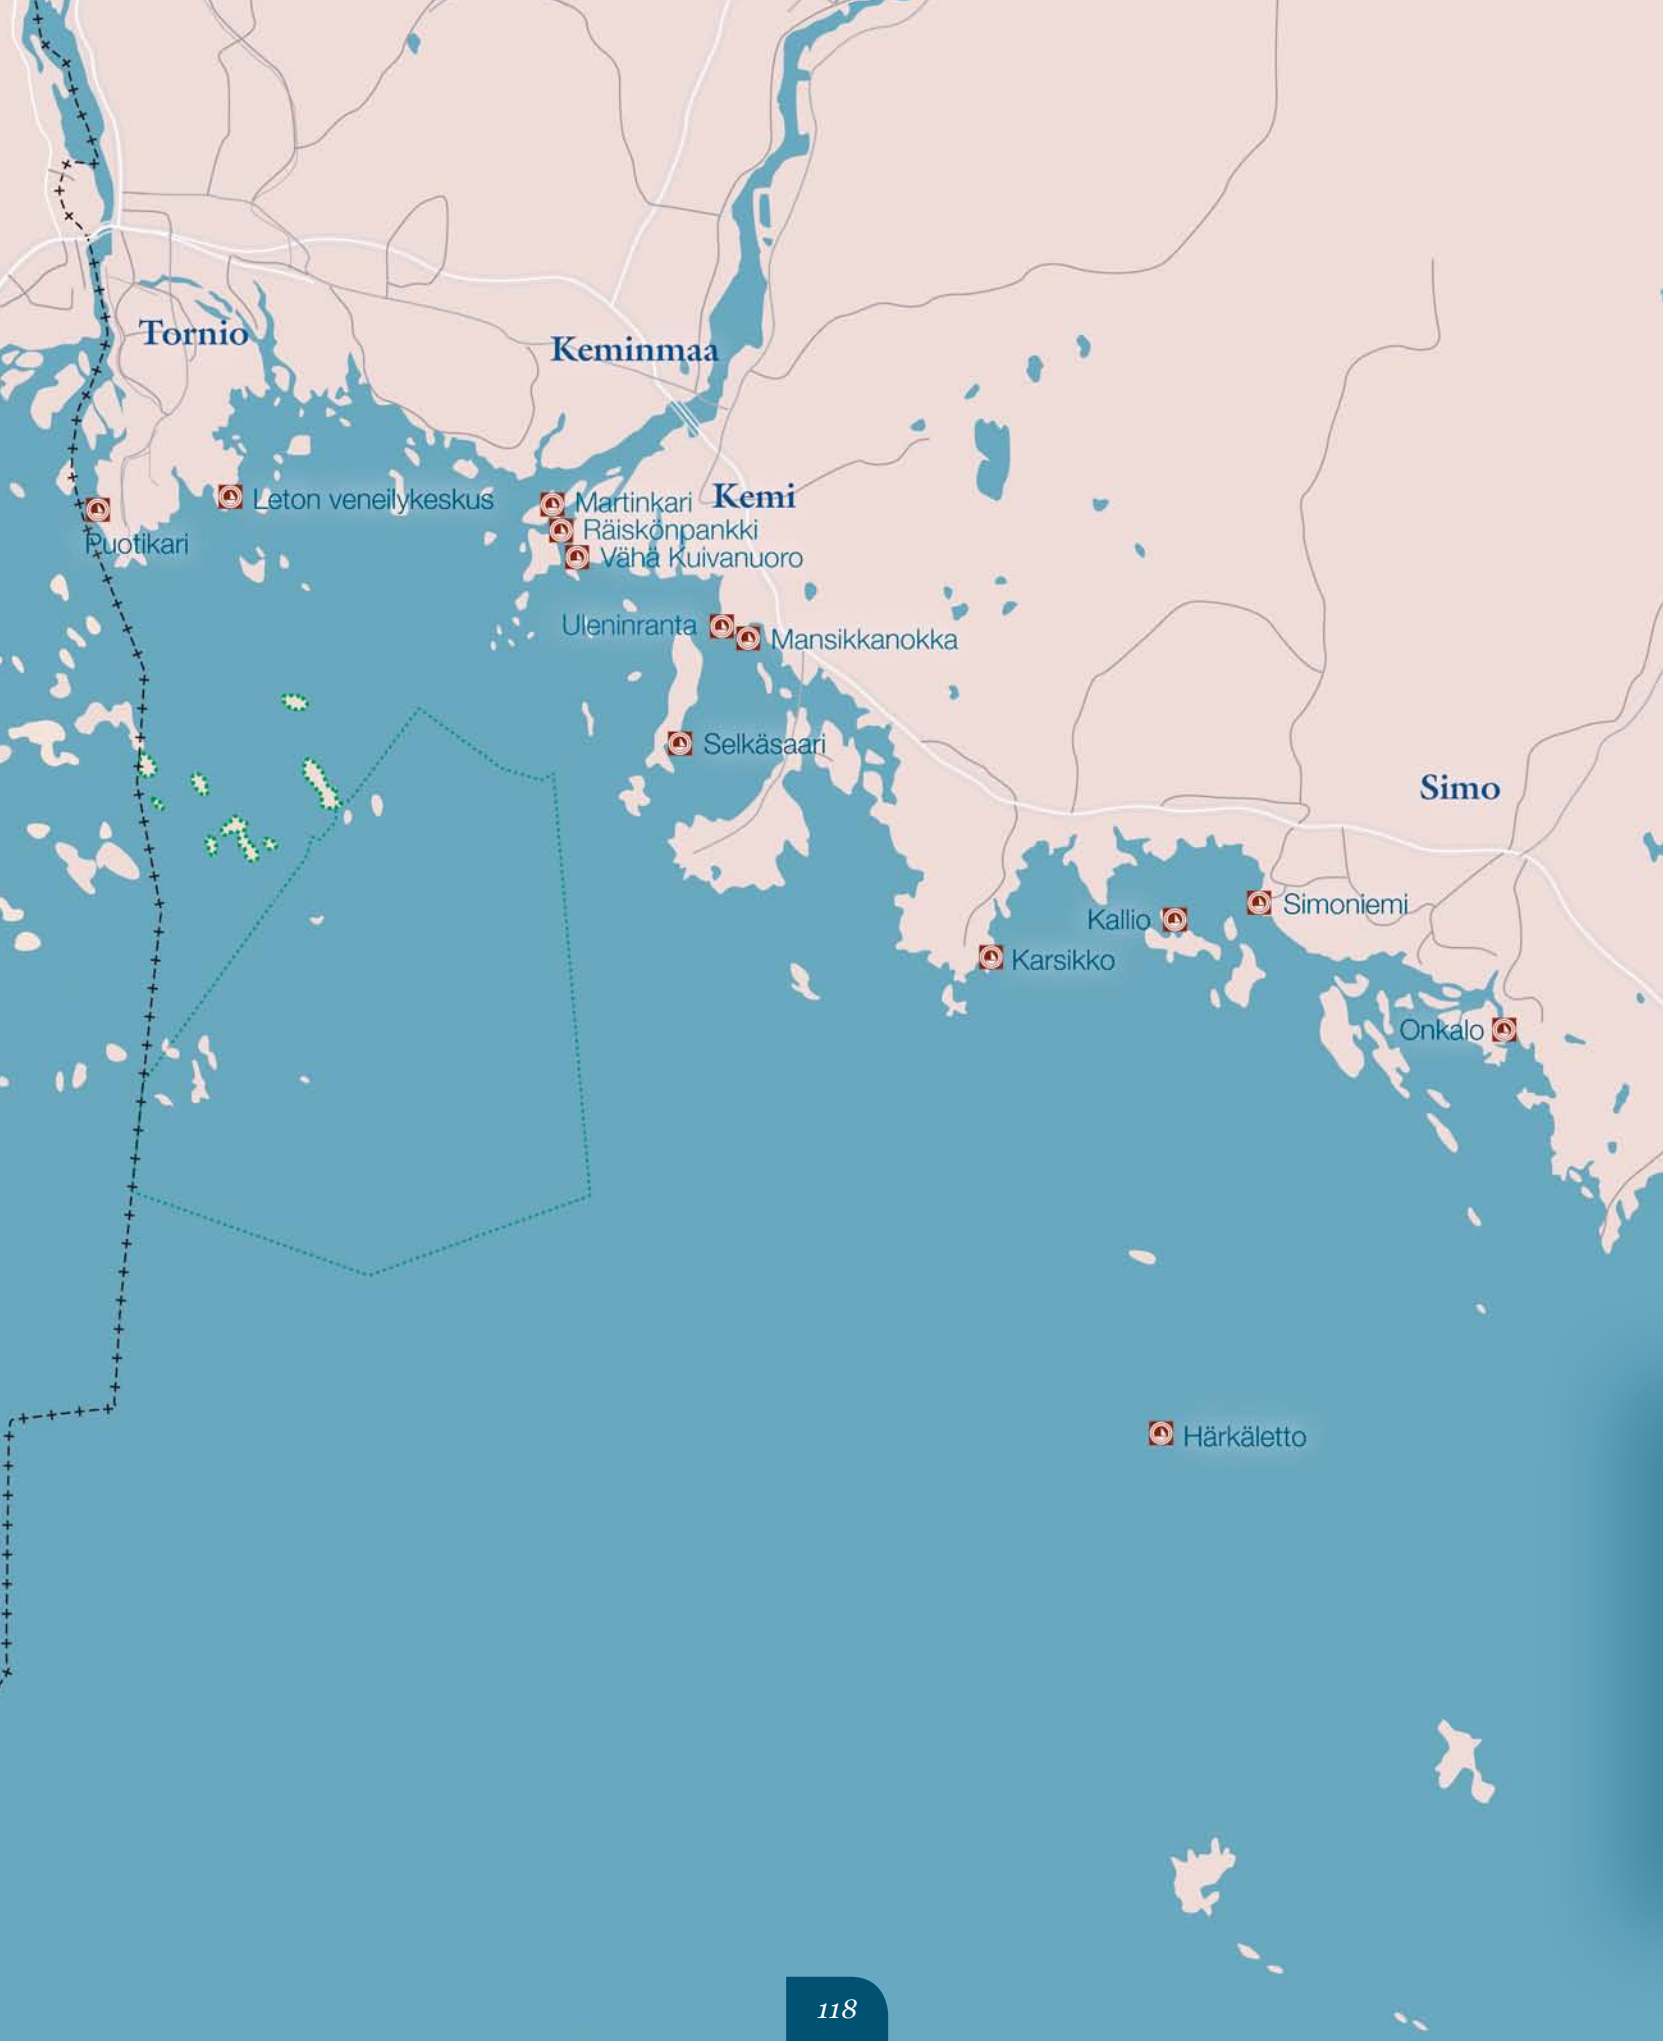 Tornio
Keminmaa
Leton veneilykeskus
Martinkari
Kemi
Räiskönpankki
Puotikari
Vähä Kuivanuoro
Uleninranta
Mansikkanokka
Selkäsaari
Simo
Simoniemi
Kallio
Karsikko
Onkalo
Härkäletto
118